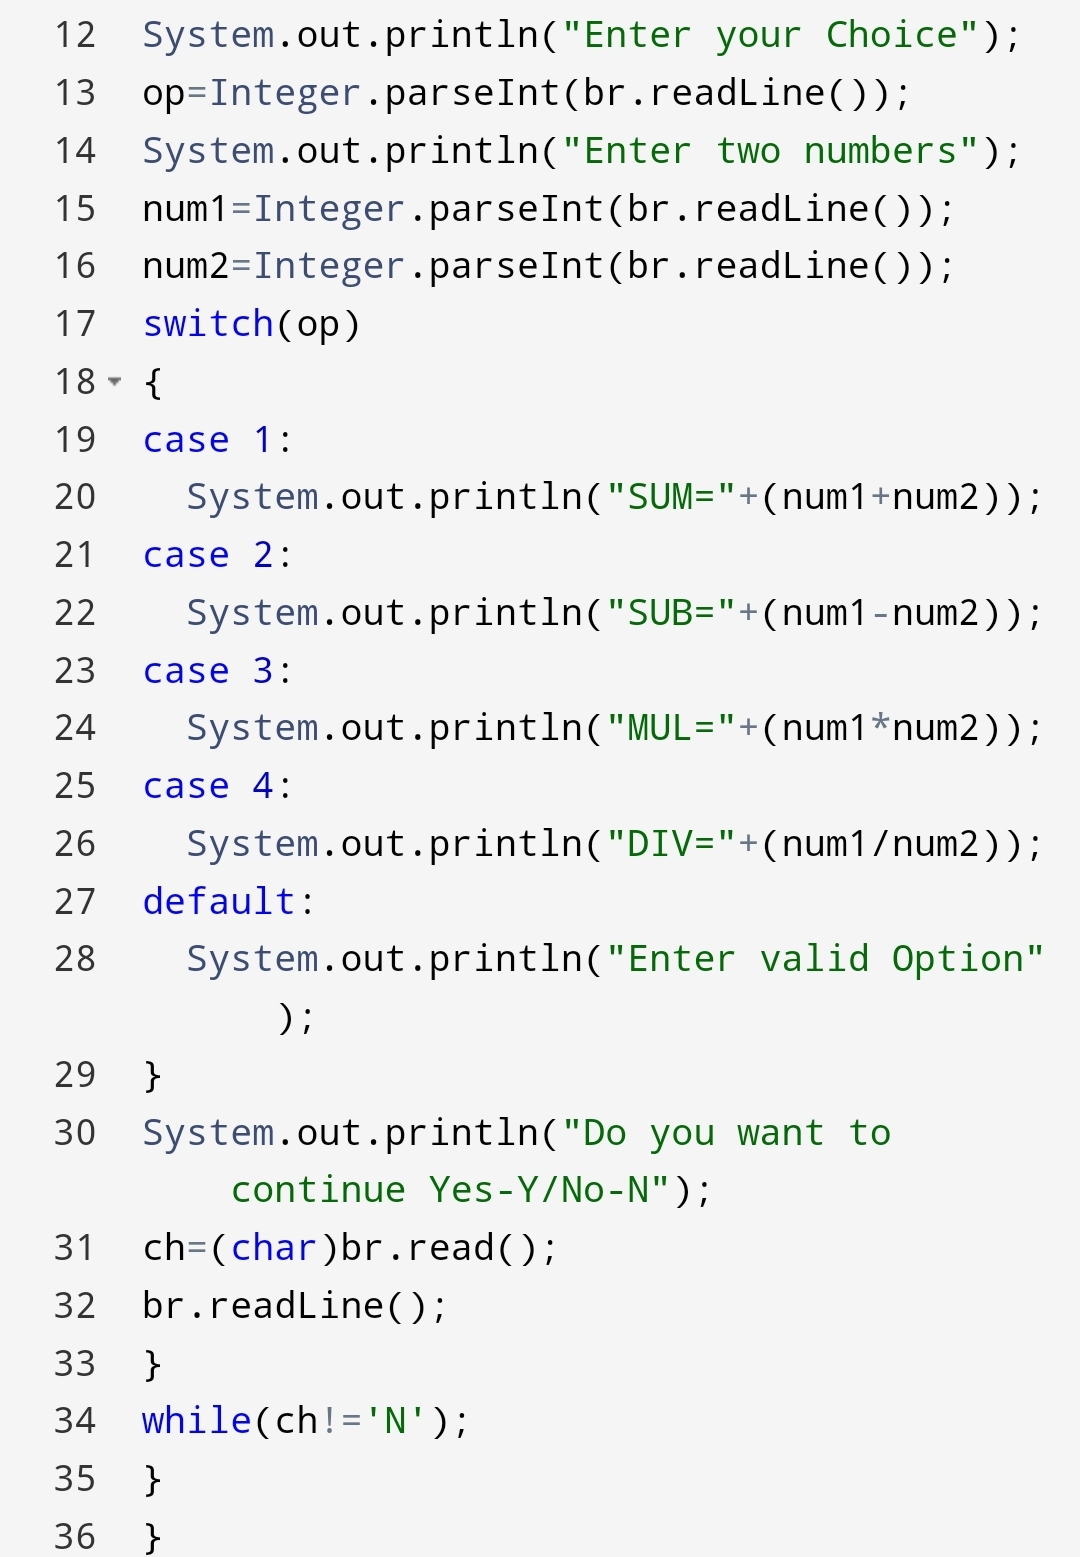 12 System.out.println("Enter your Choice");
13 op=Integer.parseInt(br.readLine());
14 System.out.println("Enter two numbers");
15 num1=Integer.parseInt(br.readLine());
16 num2=Integer.parseInt(br.readLine());
17 switch(op)
18 {
19 case 1:
20   System.out.println("SUM="+(num1+num2));
21 case 2:
22   System.out.println("SUB="+(num1-num2));
23 case 3:
24   System.out.println("MUL="+(num1*num2));
25 case 4:
26   System.out.println("DIV="+(num1/num2));
27 default:
28   System.out.println("Enter valid Option"
);
29 }
30 System.out.println("Do you want to
continue Yes-Y/No-N");
31 ch=(char)br.read();
32 br.readLine();
33 }
34 while(ch!='N');
35 }
36 }